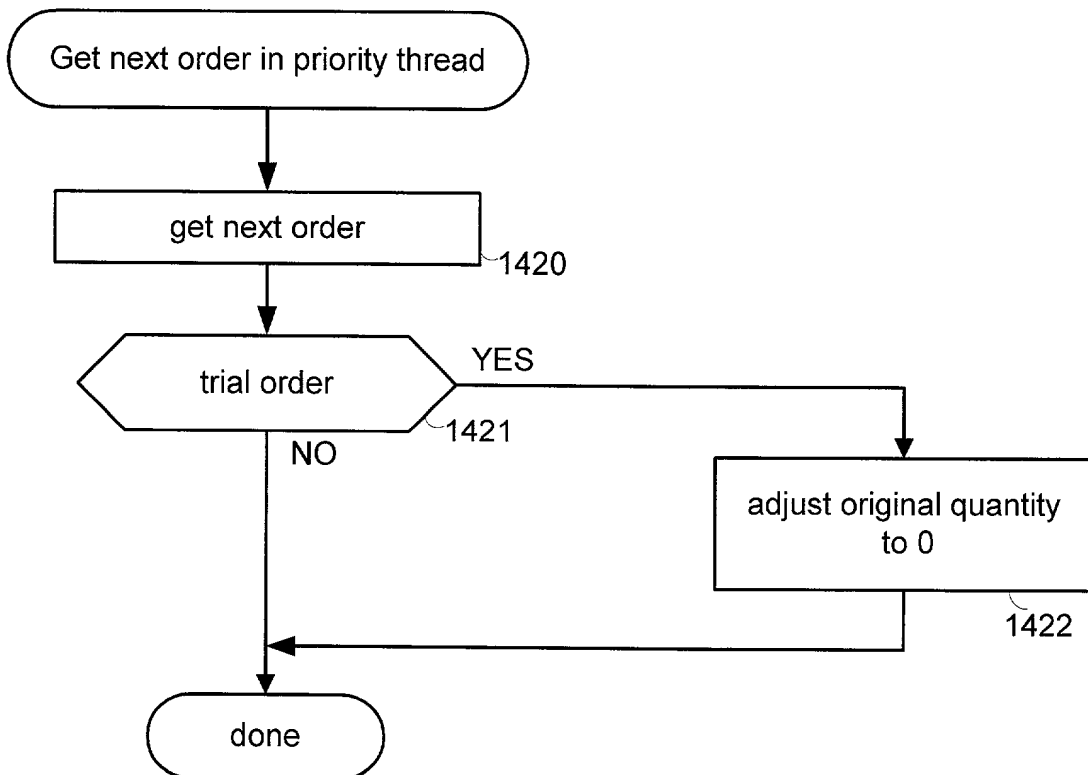 Get next order in priority thread
get next order
1420
trial order
YES
1421
NO
adjust original quantity
to 0
1422
done